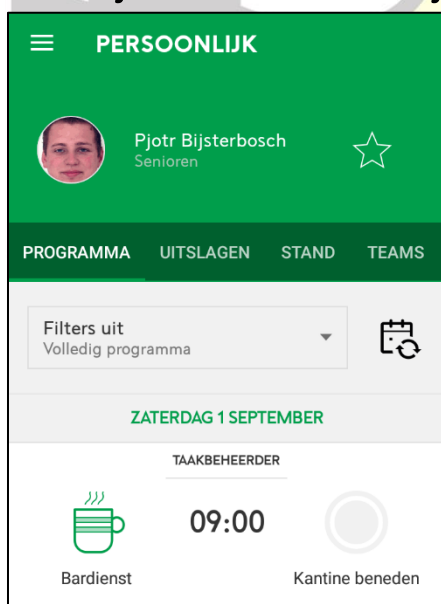 PERSOONLIJK
Pjotr Bijsterbosch
Senioren
PROGRAMMA UITSLAGEN STAND TEAMS
Filters uit
Volledig programma
ZATERDAG 1 SEPTEMBER
TAAKBEHEERDER
09:00
Bardienst Kantine beneden